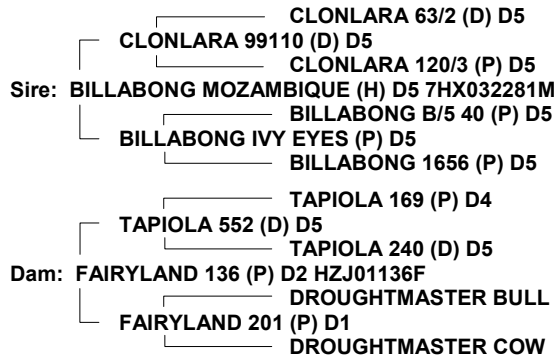 CLONLARA 63/2 (D) D5
CLONLARA 99110 (D) D5
CLONLARA 120/3 (P) D5
Sire: BILLABONG MOZAMBIQUE (H) D5 7HX032281M
BILLABONG B/5 40 (P) D5
BILLABONG IVY EYES (P) D5
BILLABONG 1656 (P) D5
TAPIOLA 169 (P) D4
TAPIOLA 552 (D) D5
TAPIOLA 240 (D) D5
Dam: FAIRYLAND 136 (P) D2 HZJ01136F
DROUGHTMASTER BULL
FAIRYLAND 201 (P) D1
DROUGHTMASTER COW